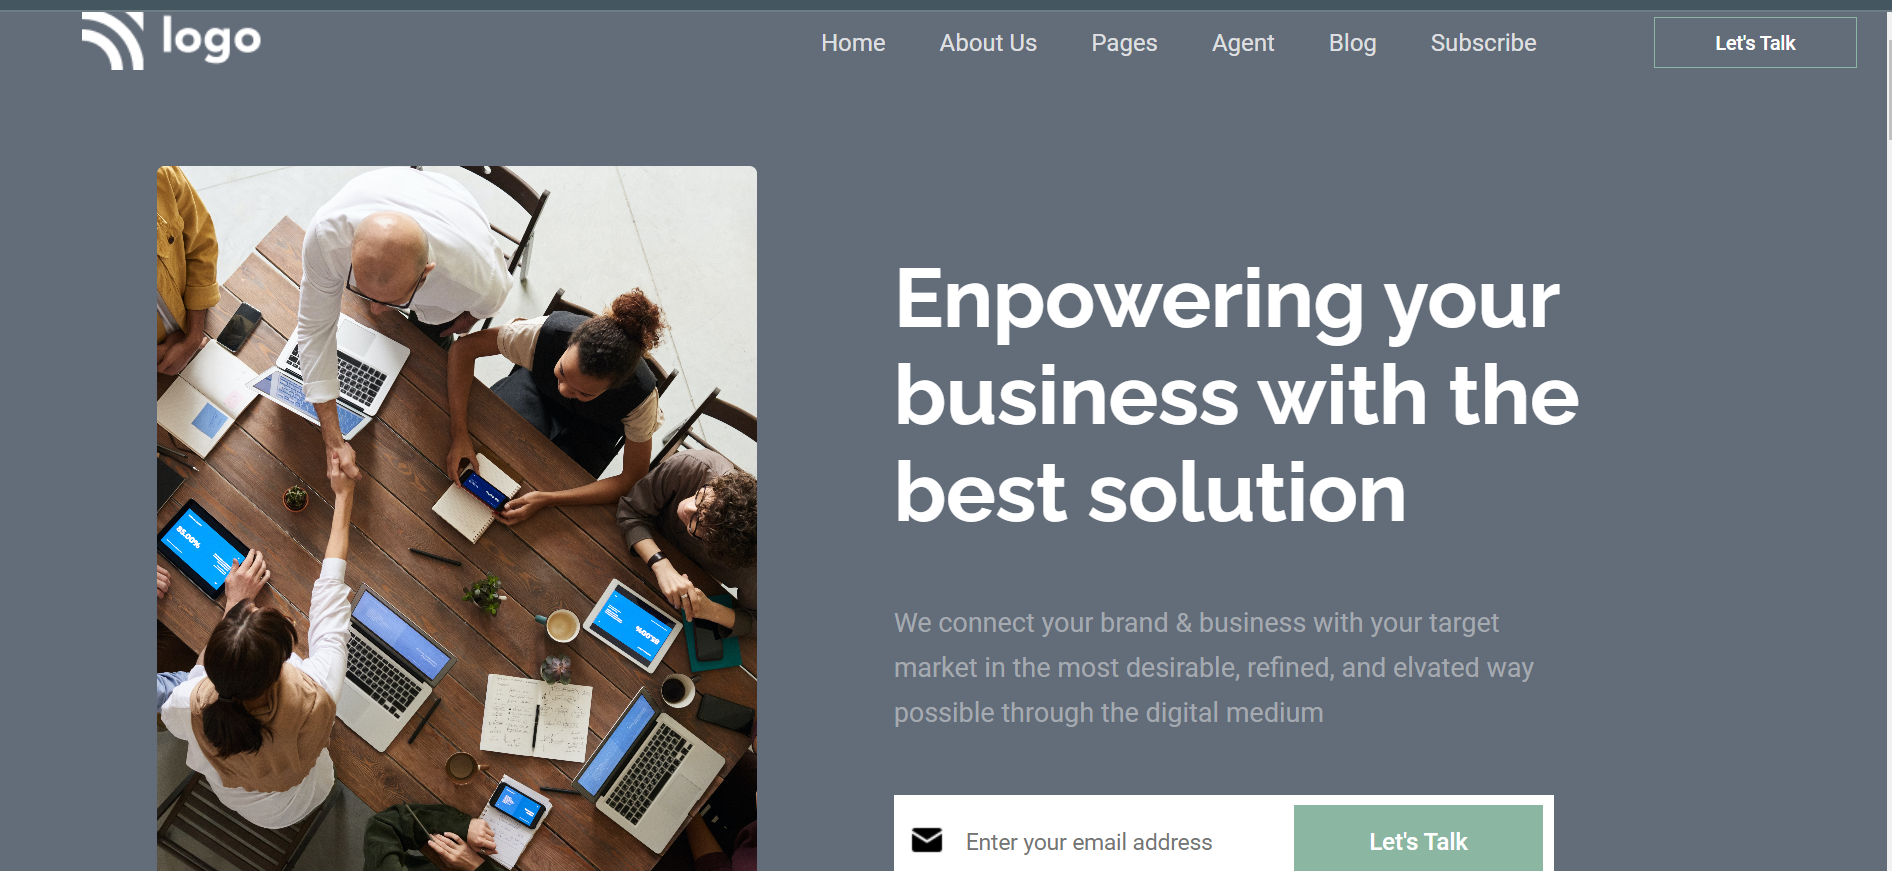 logo
Home About Us Pages Agent Blog Subscribe
Let's Talk
Enpowering your
business with the
best solution
85.00%
We connect your brand & business with your target
market in the most desirable, refined, and elvated way
possible through the digital medium
Enter your email address
Let's Talk